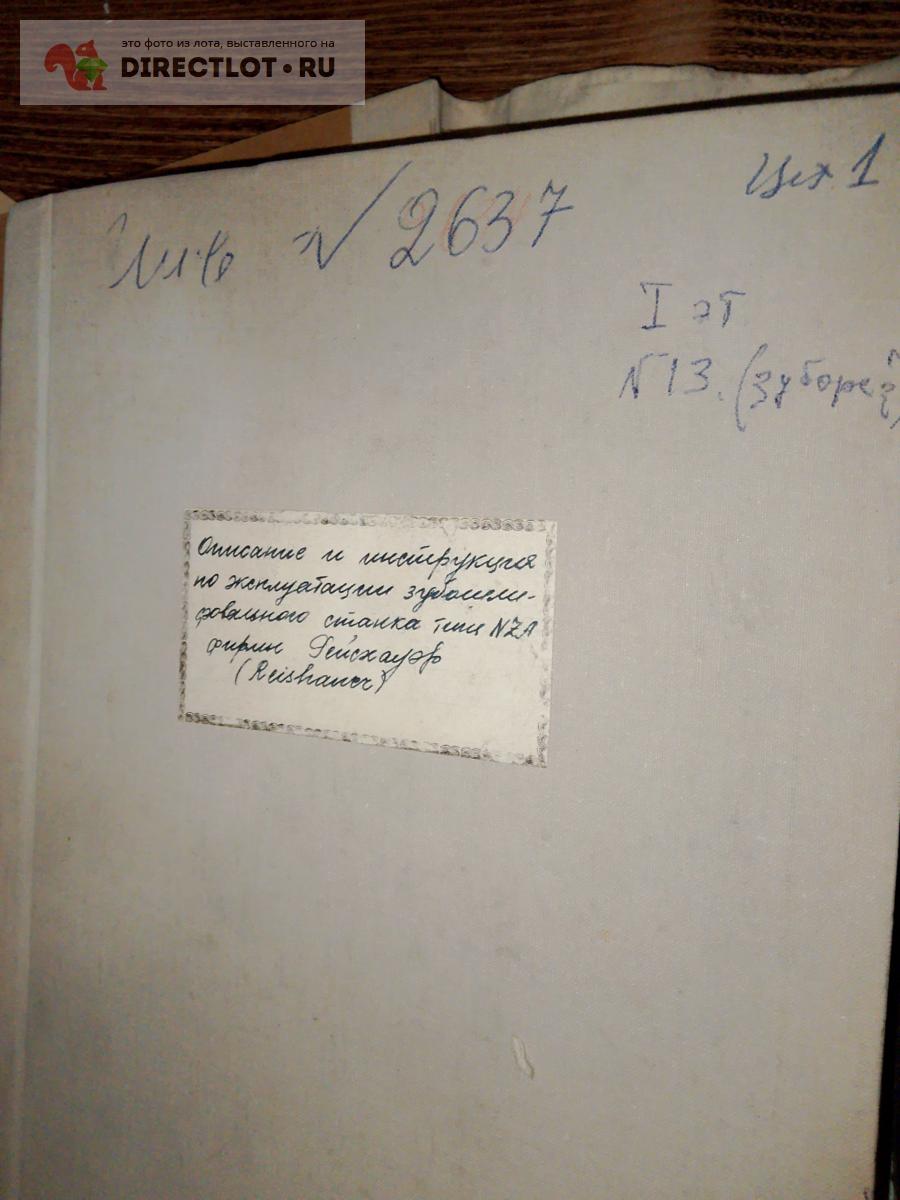 это фото из лота, выставленного на
DIRECTLOT.RU
Инв № 2637
Цех 1
I эт
N 13. (зуборез
Описание и инструкция
по эксплуатации зубошли-
фовального станка типа NZA
фирмы Рейсхауэр
(Reishauer)